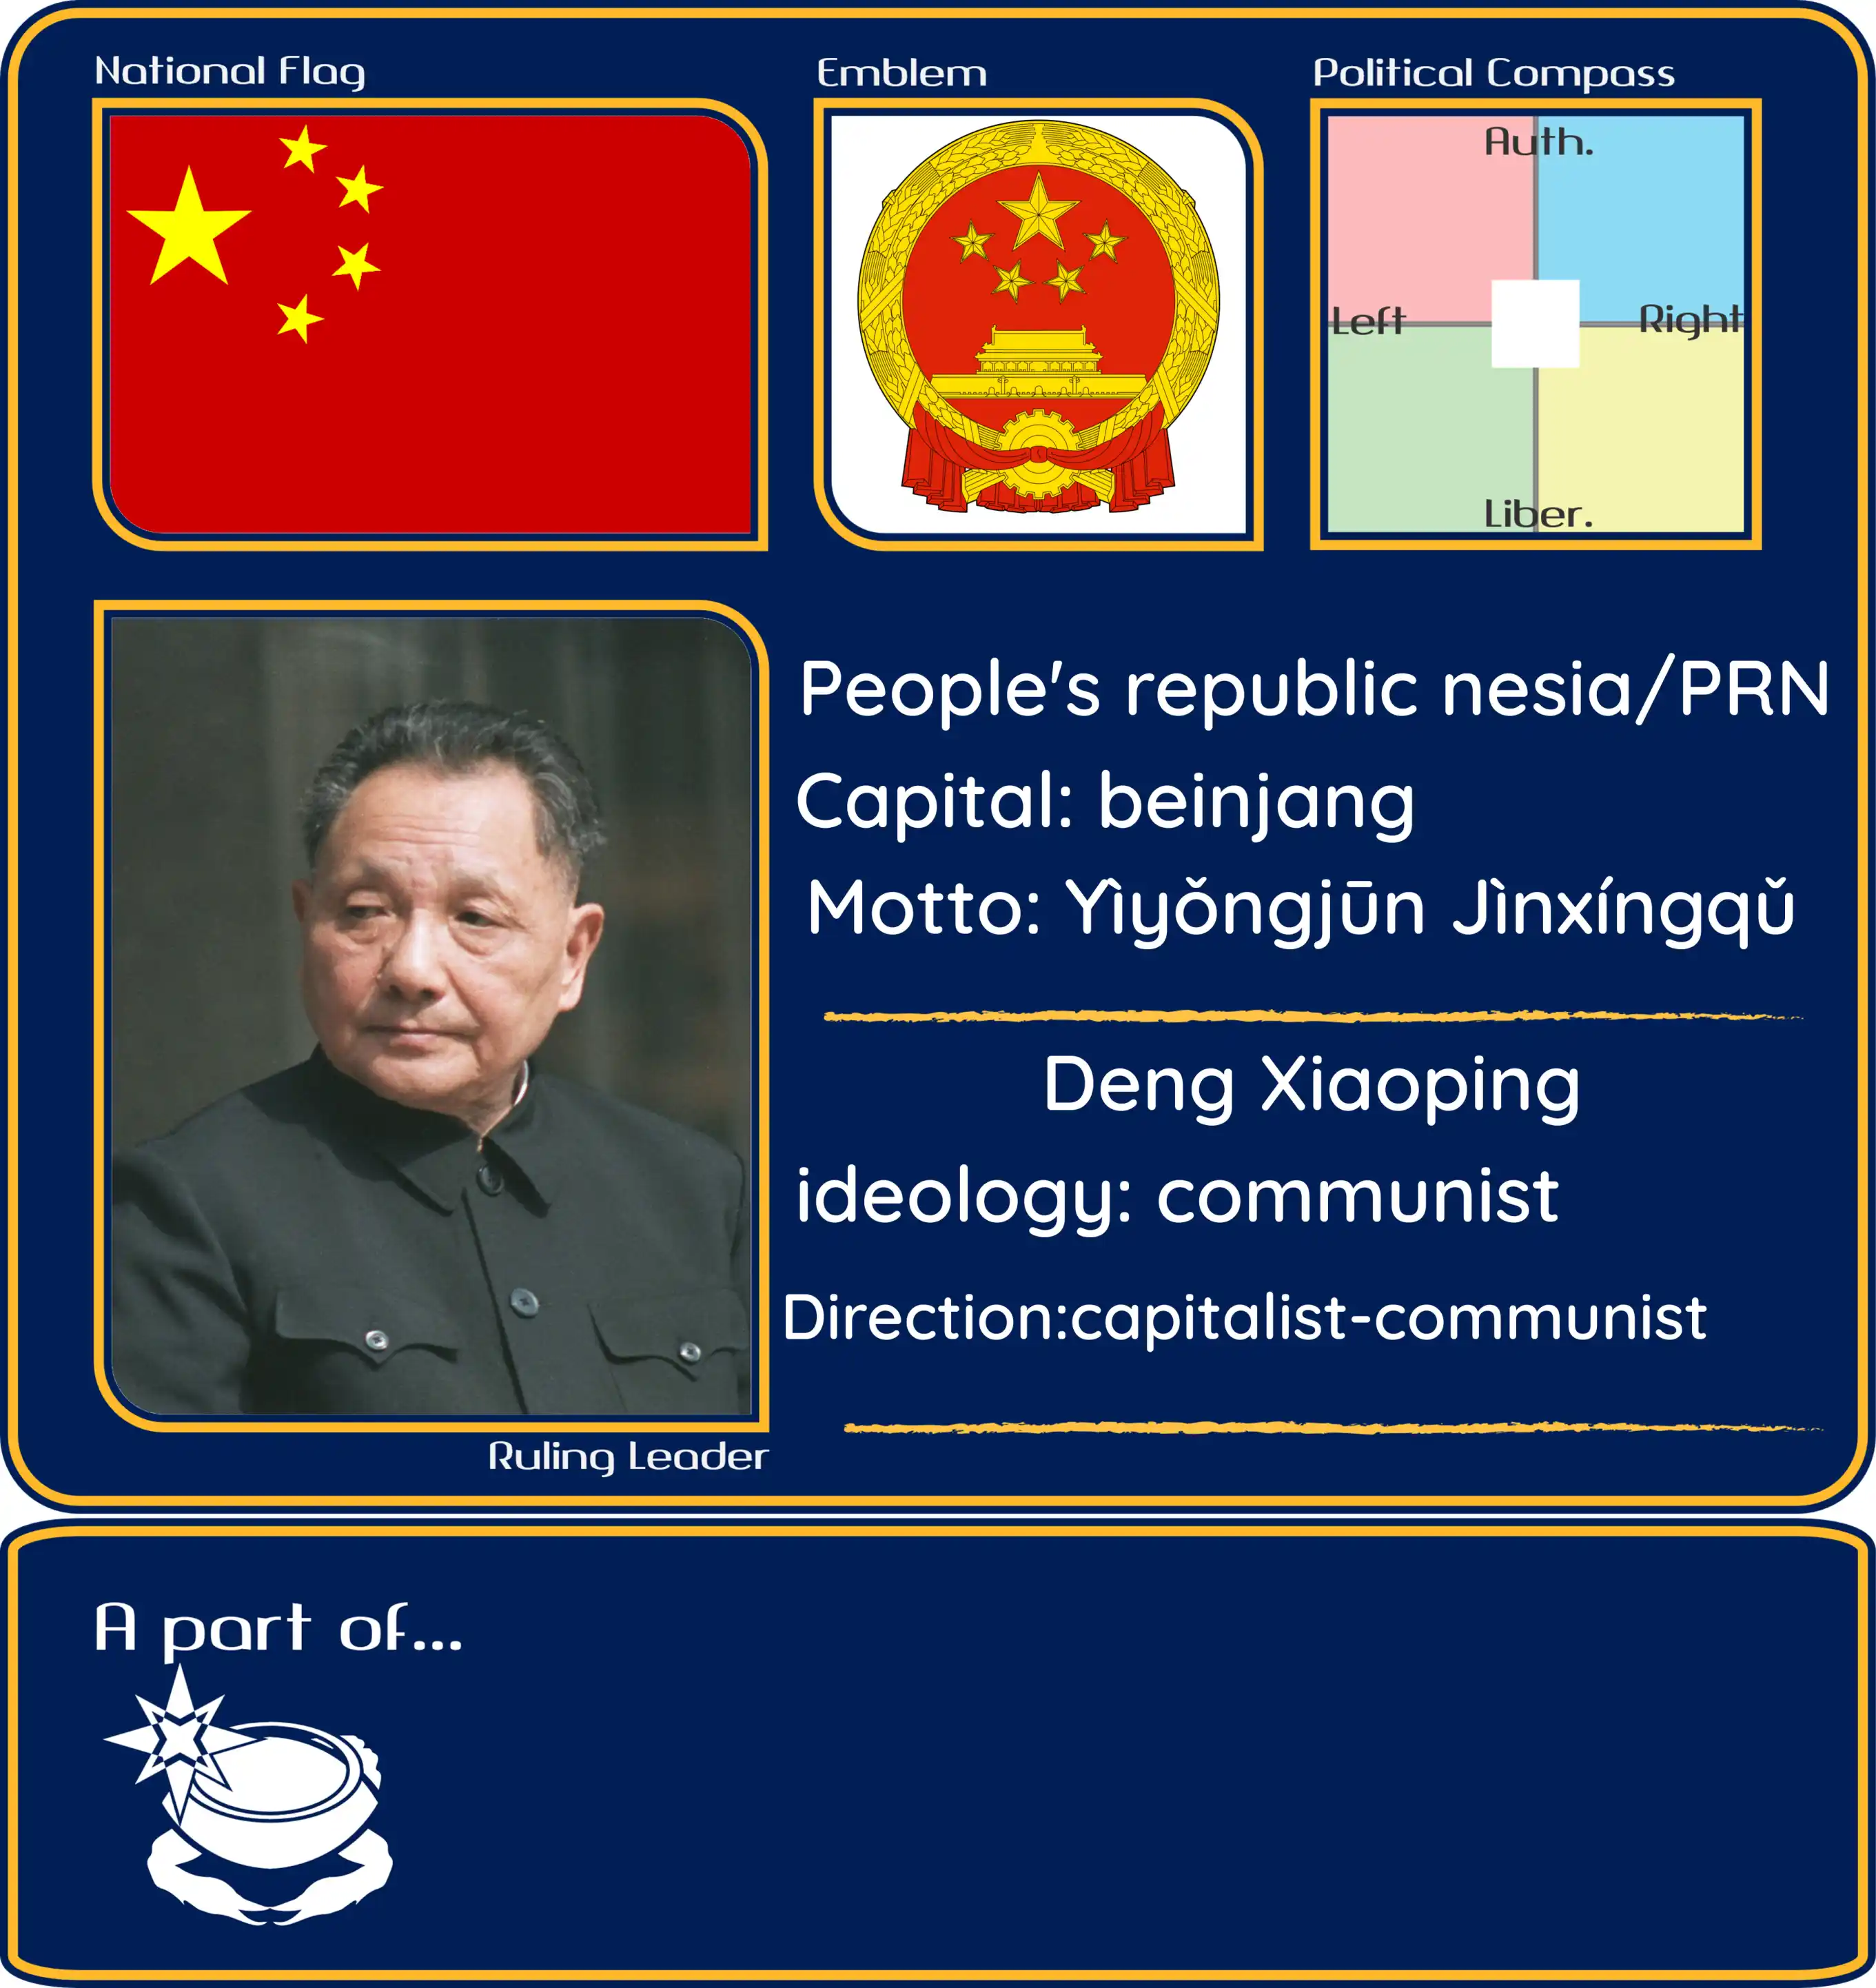 National Flag
Emblem
Political Compass
Auth.
Left
Right
Liber.
People's republic nesia/PRN
Capital: beinjang
Motto: Yìyǒngjūn Jìnxíngqǔ
Deng Xiaoping
ideology: communist
Direction:capitalist-communist
Ruling Leader
A part of...